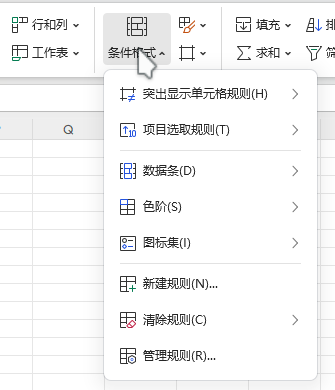 行和列
条件格式
填充
排
工作表
求和
筛
Q
突出显示单元格规则(H)
项目选取规则(T)
数据条(D)
色阶(S)
图标集(I)
新建规则(N)...
清除规则(C)
管理规则(R)...